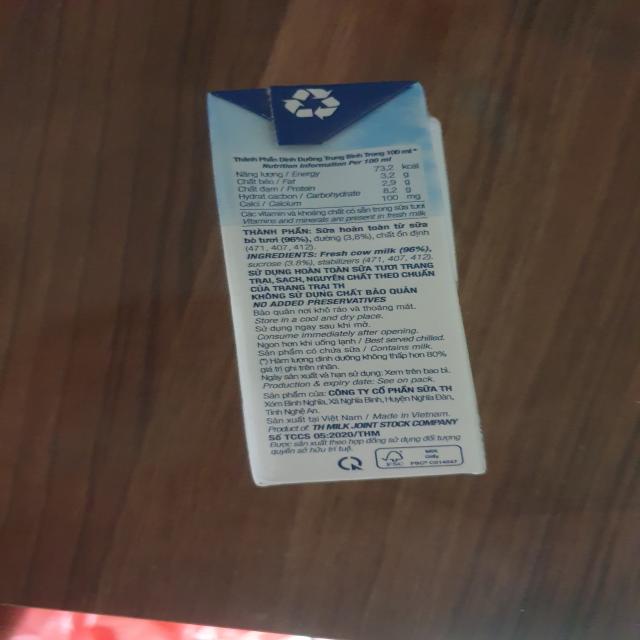 Thành Phần Dinh Dưỡng Trung Bình Trong 100 ml *
Nutrition Information Per 100 ml
Năng lượng / Energy 73,2 kcal
Chất béo / Fat 3,2 g
Chất đạm / Protein 2,9 g
Hydrat cacbon / Carbohydrate 8,2 g
Calci / Calcium 100 mg
Các vitamin và khoáng chất có sẵn trong sữa tươi
Vitamins and minerals are present in fresh milk
THÀNH PHẦN: Sữa hoàn toàn từ sữa
bò tươi (96%), đường (3,8%), chất ổn định
(471, 407, 412).
INGREDIENTS: Fresh cow milk (96%),
sucrose (3.8%), stabilizers (471, 407, 412).
SỬ DỤNG HOÀN TOÀN SỮA TƯƠI TRANG
TRẠI, SẠCH, NGUYÊN CHẤT THEO CHUẨN
CỦA TRANG TRẠI TH
KHÔNG SỬ DỤNG CHẤT BẢO QUẢN
NO ADDED PRESERVATIVES
Bảo quản nơi khô ráo và thoáng mát.
Store in a cool and dry place.
Sử dụng ngay sau khi mở.
Consume immediately after opening.
Ngon hơn khi uống lạnh / Best served chilled.
Sản phẩm có chứa sữa / Contains milk.
(*) Hàm lượng dinh dưỡng không thấp hơn 80%
giá trị ghi trên nhãn.
Ngày sản xuất và hạn sử dụng: Xem trên bao bì.
Production & expiry date: See on pack.
Sản phẩm của: CÔNG TY CỔ PHẦN SỮA TH
Xóm Bình Nghĩa, Xã Nghĩa Bình, Huyện Nghĩa Đàn,
Tỉnh Nghệ An.
Sản xuất tại Việt Nam / Made in Vietnam.
Product of: TH MILK JOINT STOCK COMPANY
Số TCCS 05:2020/THM
Được sản xuất theo hợp đồng sử dụng đối tượng
quyền sở hữu trí tuệ.
CR
FSC
MIX
Giấy
FSC® C014047